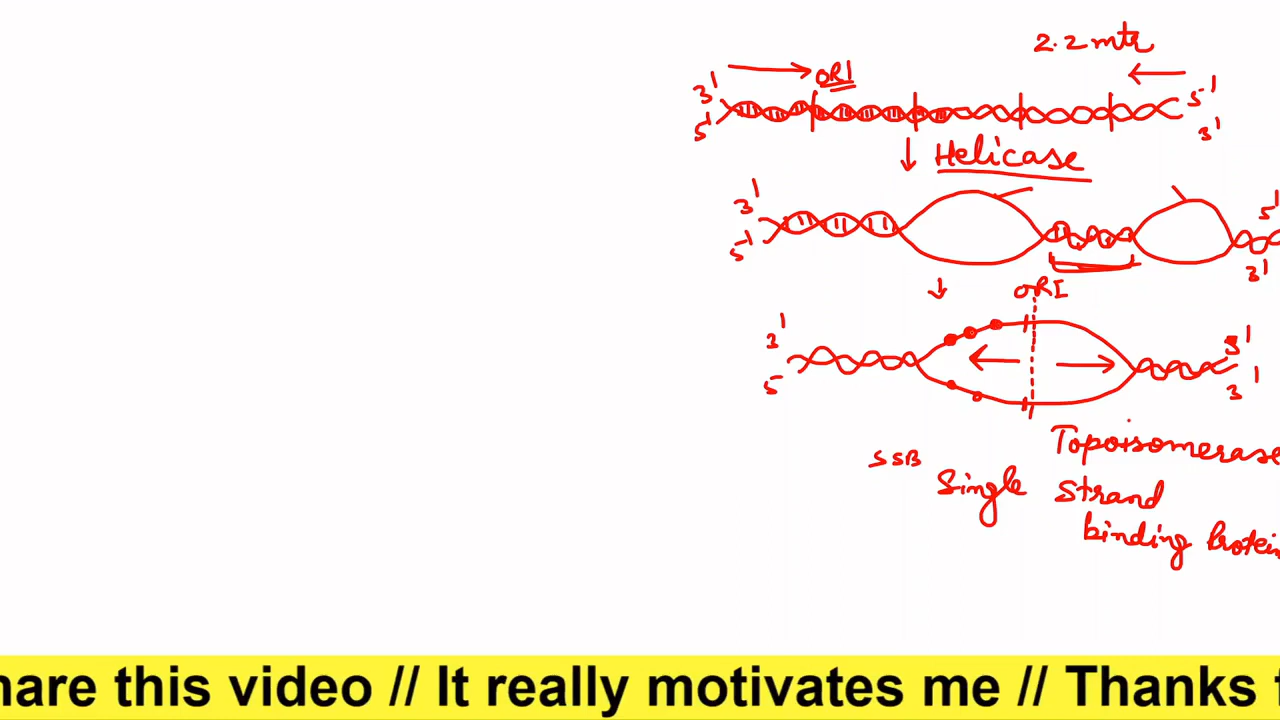 2.2 mtr
ORI
3' 5'
5' 3'
Helicase
3' 5'
5' 3'
ORI
3' 5'
5 3'
Topoisomerase
SSB
Single Strand
binding Protein
hare this video // It really motivates me // Thanks f